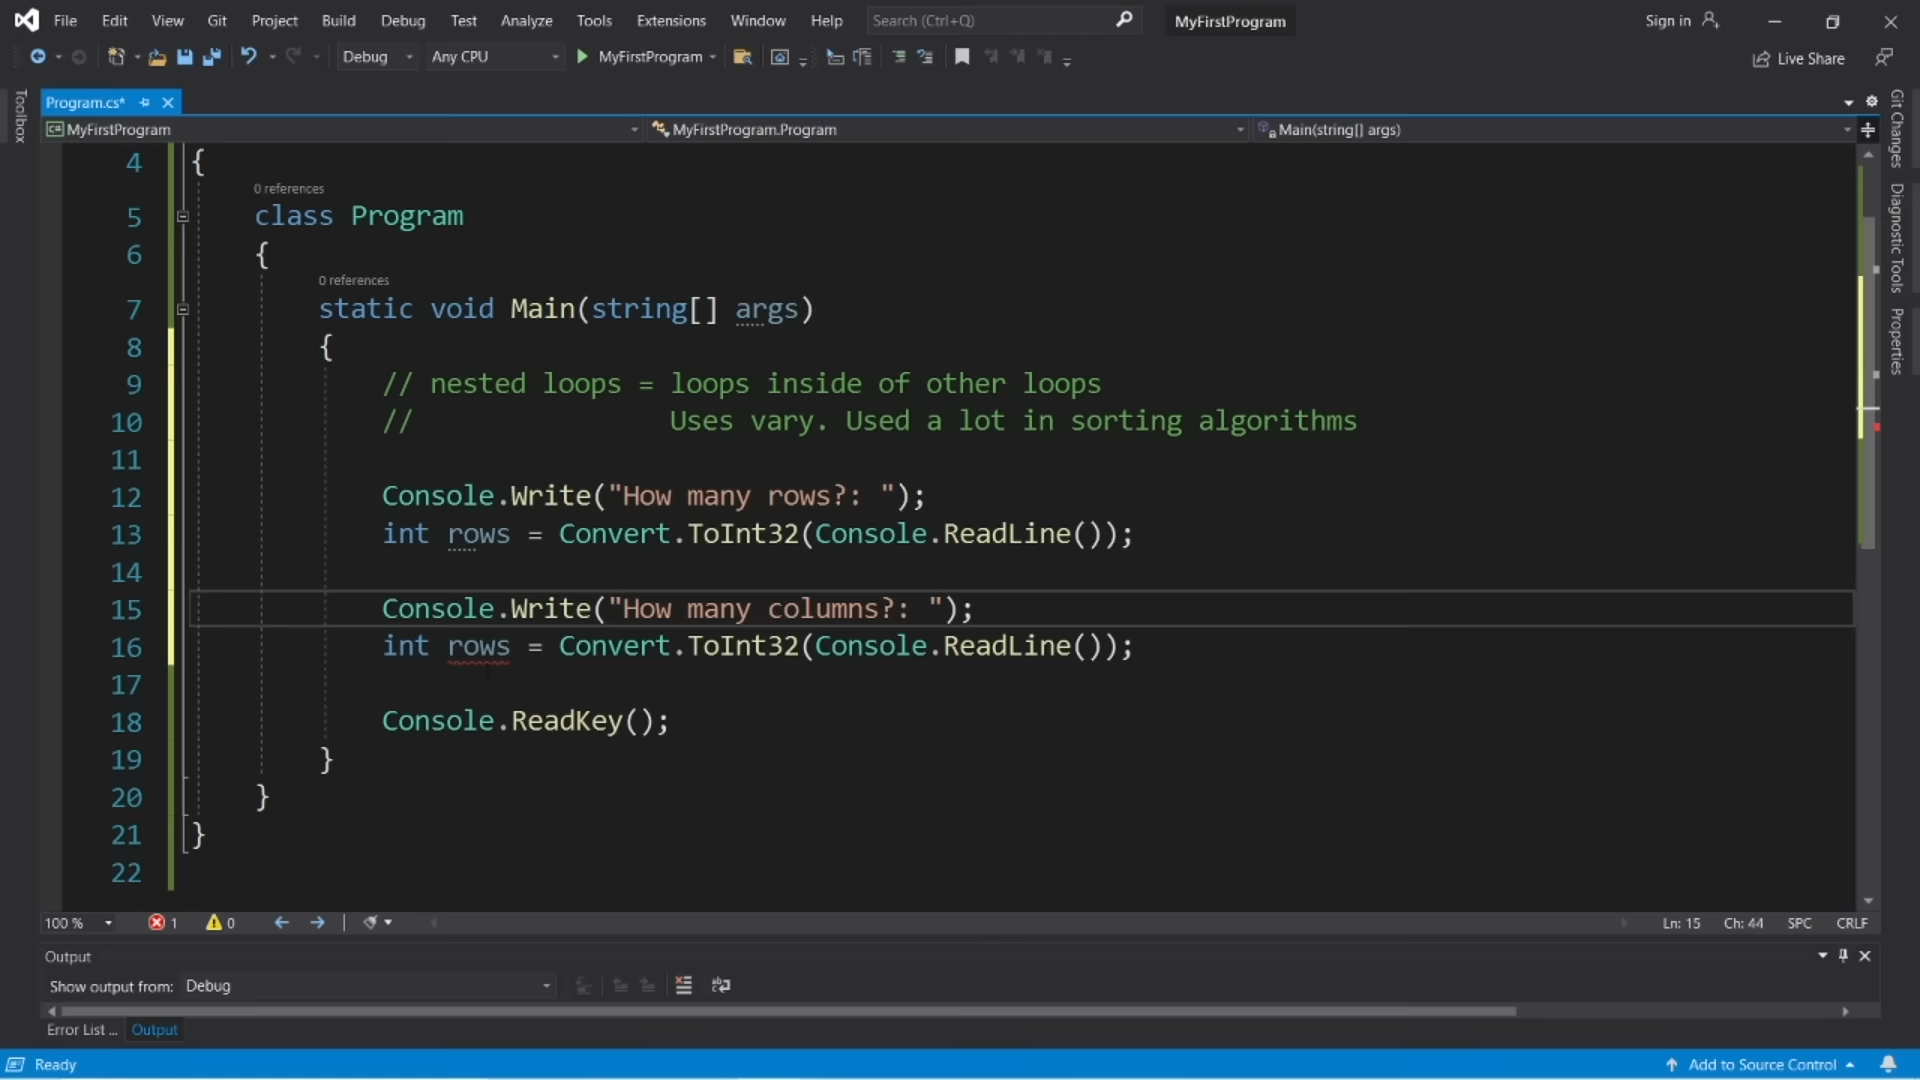 File Edit View Git Project Build Debug Test Analyze Tools Extensions Window Help Search (Ctrl+Q) MyFirstProgram Sign in
Debug Any CPU MyFirstProgram Live Share
Toolbox
Program.cs*
MyFirstProgram MyFirstProgram.Program Main(string[] args)
4 {
0 references
5 class Program
6 {
0 references
7 static void Main(string[] args)
8 {
9 // nested loops = loops inside of other loops
10 // Uses vary. Used a lot in sorting algorithms
11
12 Console.Write("How many rows?: ");
13 int rows = Convert.ToInt32(Console.ReadLine());
14
15 Console.Write("How many columns?: ");
16 int rows = Convert.ToInt32(Console.ReadLine());
17
18 Console.ReadKey();
19 }
20 }
21 }
22
Git Changes
Diagnostic Tools
Properties
100 % 1 0 Ln: 15 Ch: 44 SPC CRLF
Output
Show output from: Debug
Error List ... Output
Ready Add to Source Control